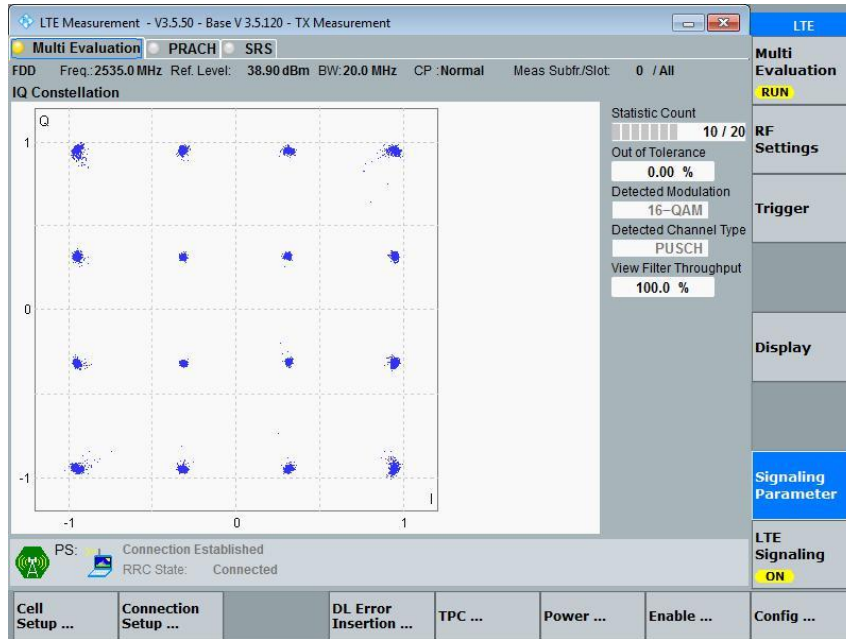 LTE Measurement - V3.5.50 - Base V 3.5.120 - TX Measurement
LTE
Multi Evaluation PRACH SRS
FDD Freq.: 2535.0 MHz Ref. Level: 38.90 dBm BW: 20.0 MHz CP : Normal Meas Subfr./Slot: 0 / All
IQ Constellation
Q
1
0
-1
-1
0
1
I
Statistic Count
10 / 20
Out of Tolerance
0.00 %
Detected Modulation
16-QAM
Detected Channel Type
PUSCH
View Filter Throughput
100.0 %
Multi
Evaluation
RUN
RF
Settings
Trigger
Display
Signaling
Parameter
LTE
Signaling
ON
PS: Connection Established
RRC State: Connected
Cell
Setup ...
Connection
Setup ...
DL Error
Insertion ...
TPC ...
Power ...
Enable ...
Config ...